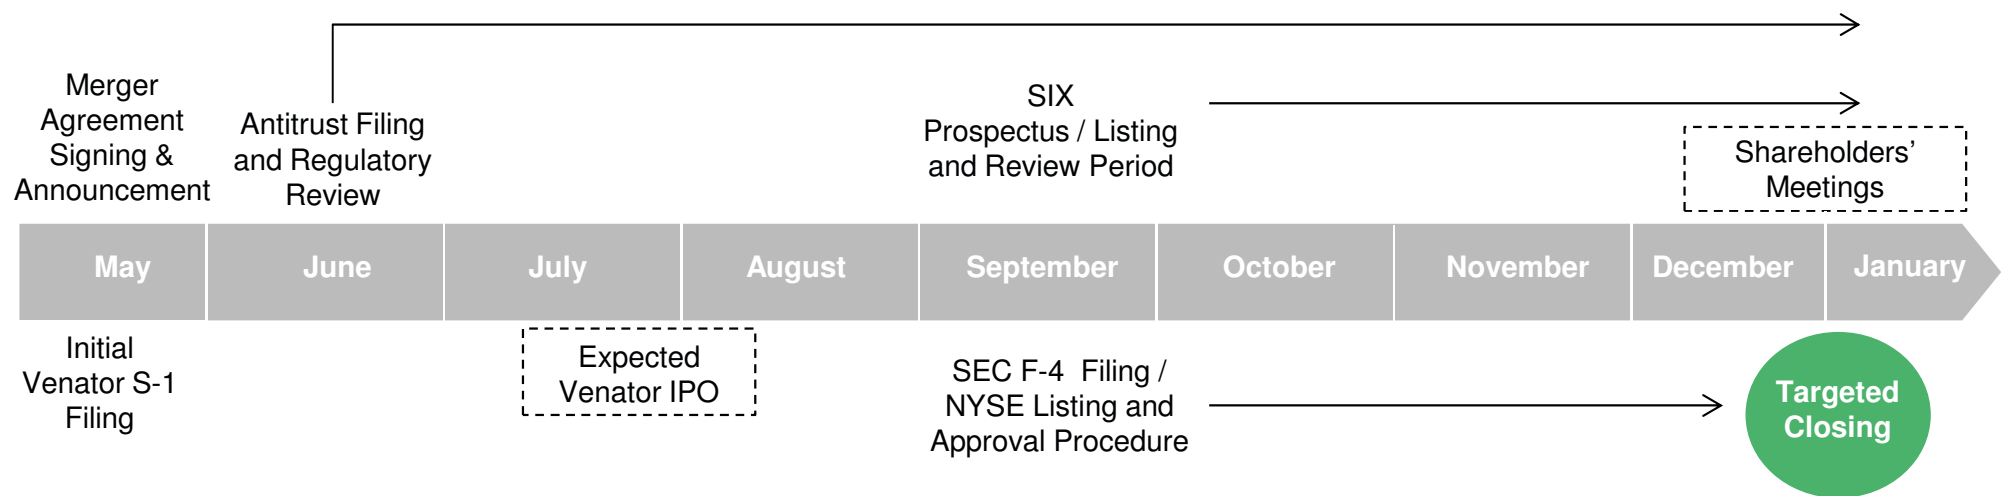 Merger
Agreement
Signing &
Announcement
Antitrust Filing
and Regulatory
Review
SIX
Prospectus / Listing
and Review Period
Shareholders’
Meetings
May
June
July
August
September
October
November
December
January
Initial
Venator S-1
Filing
Expected
Venator IPO
SEC F-4 Filing /
NYSE Listing and
Approval Procedure
Targeted
Closing